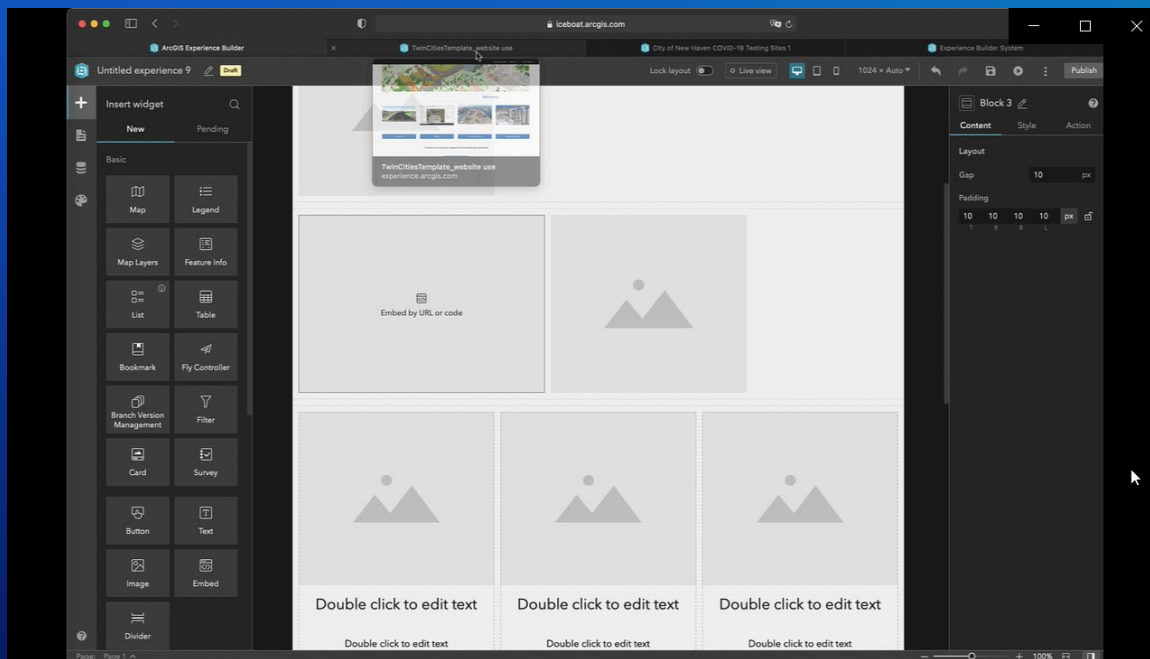 iceboat.arcgis.com
ArcGIS Experience Builder
TwinCitiesTemplate_website use
City of New Haven COVID-19 Testing Sites 1
Experience Builder System
Untitled experience 9
Draft
Lock layout
Live view
1024 × Auto
Publish
Insert widget
New
Pending
Basic
Map
Legend
Map Layers
Feature Info
List
Table
Bookmark
Fly Controller
Branch Version
Management
Filter
Card
Survey
Button
Text
Image
Embed
Divider
TwinCitiesTemplate_website use
experience.arcgis.com
Embed by URL or code
Double click to edit text
Double click to edit text
Double click to edit text
Double click to edit text
Double click to edit text
Double click to edit text
Block 3
Content
Style
Action
Layout
Gap
10
px
Padding
10 10 10 10 px
T R B L
Page: Page 1
100%